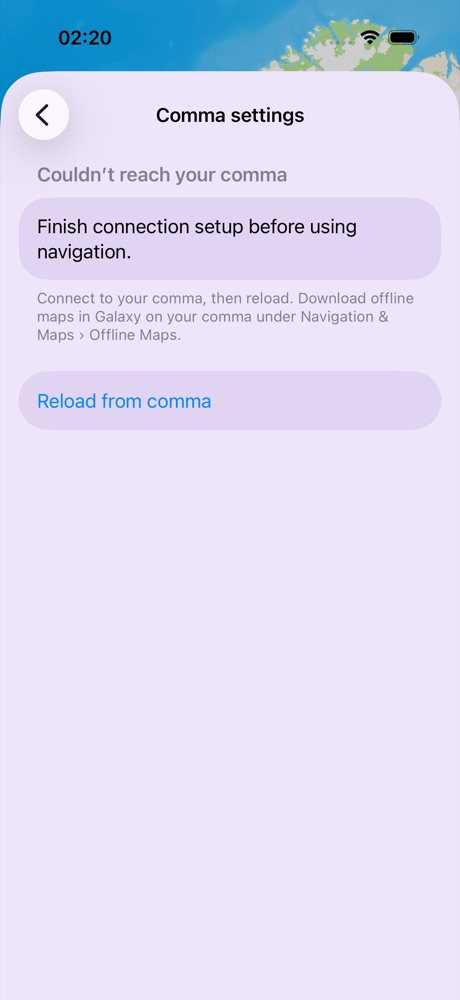 02:20
Comma settings
Couldn’t reach your comma
Finish connection setup before using
navigation.
Connect to your comma, then reload. Download offline
maps in Galaxy on your comma under Navigation &
Maps › Offline Maps.
Reload from comma